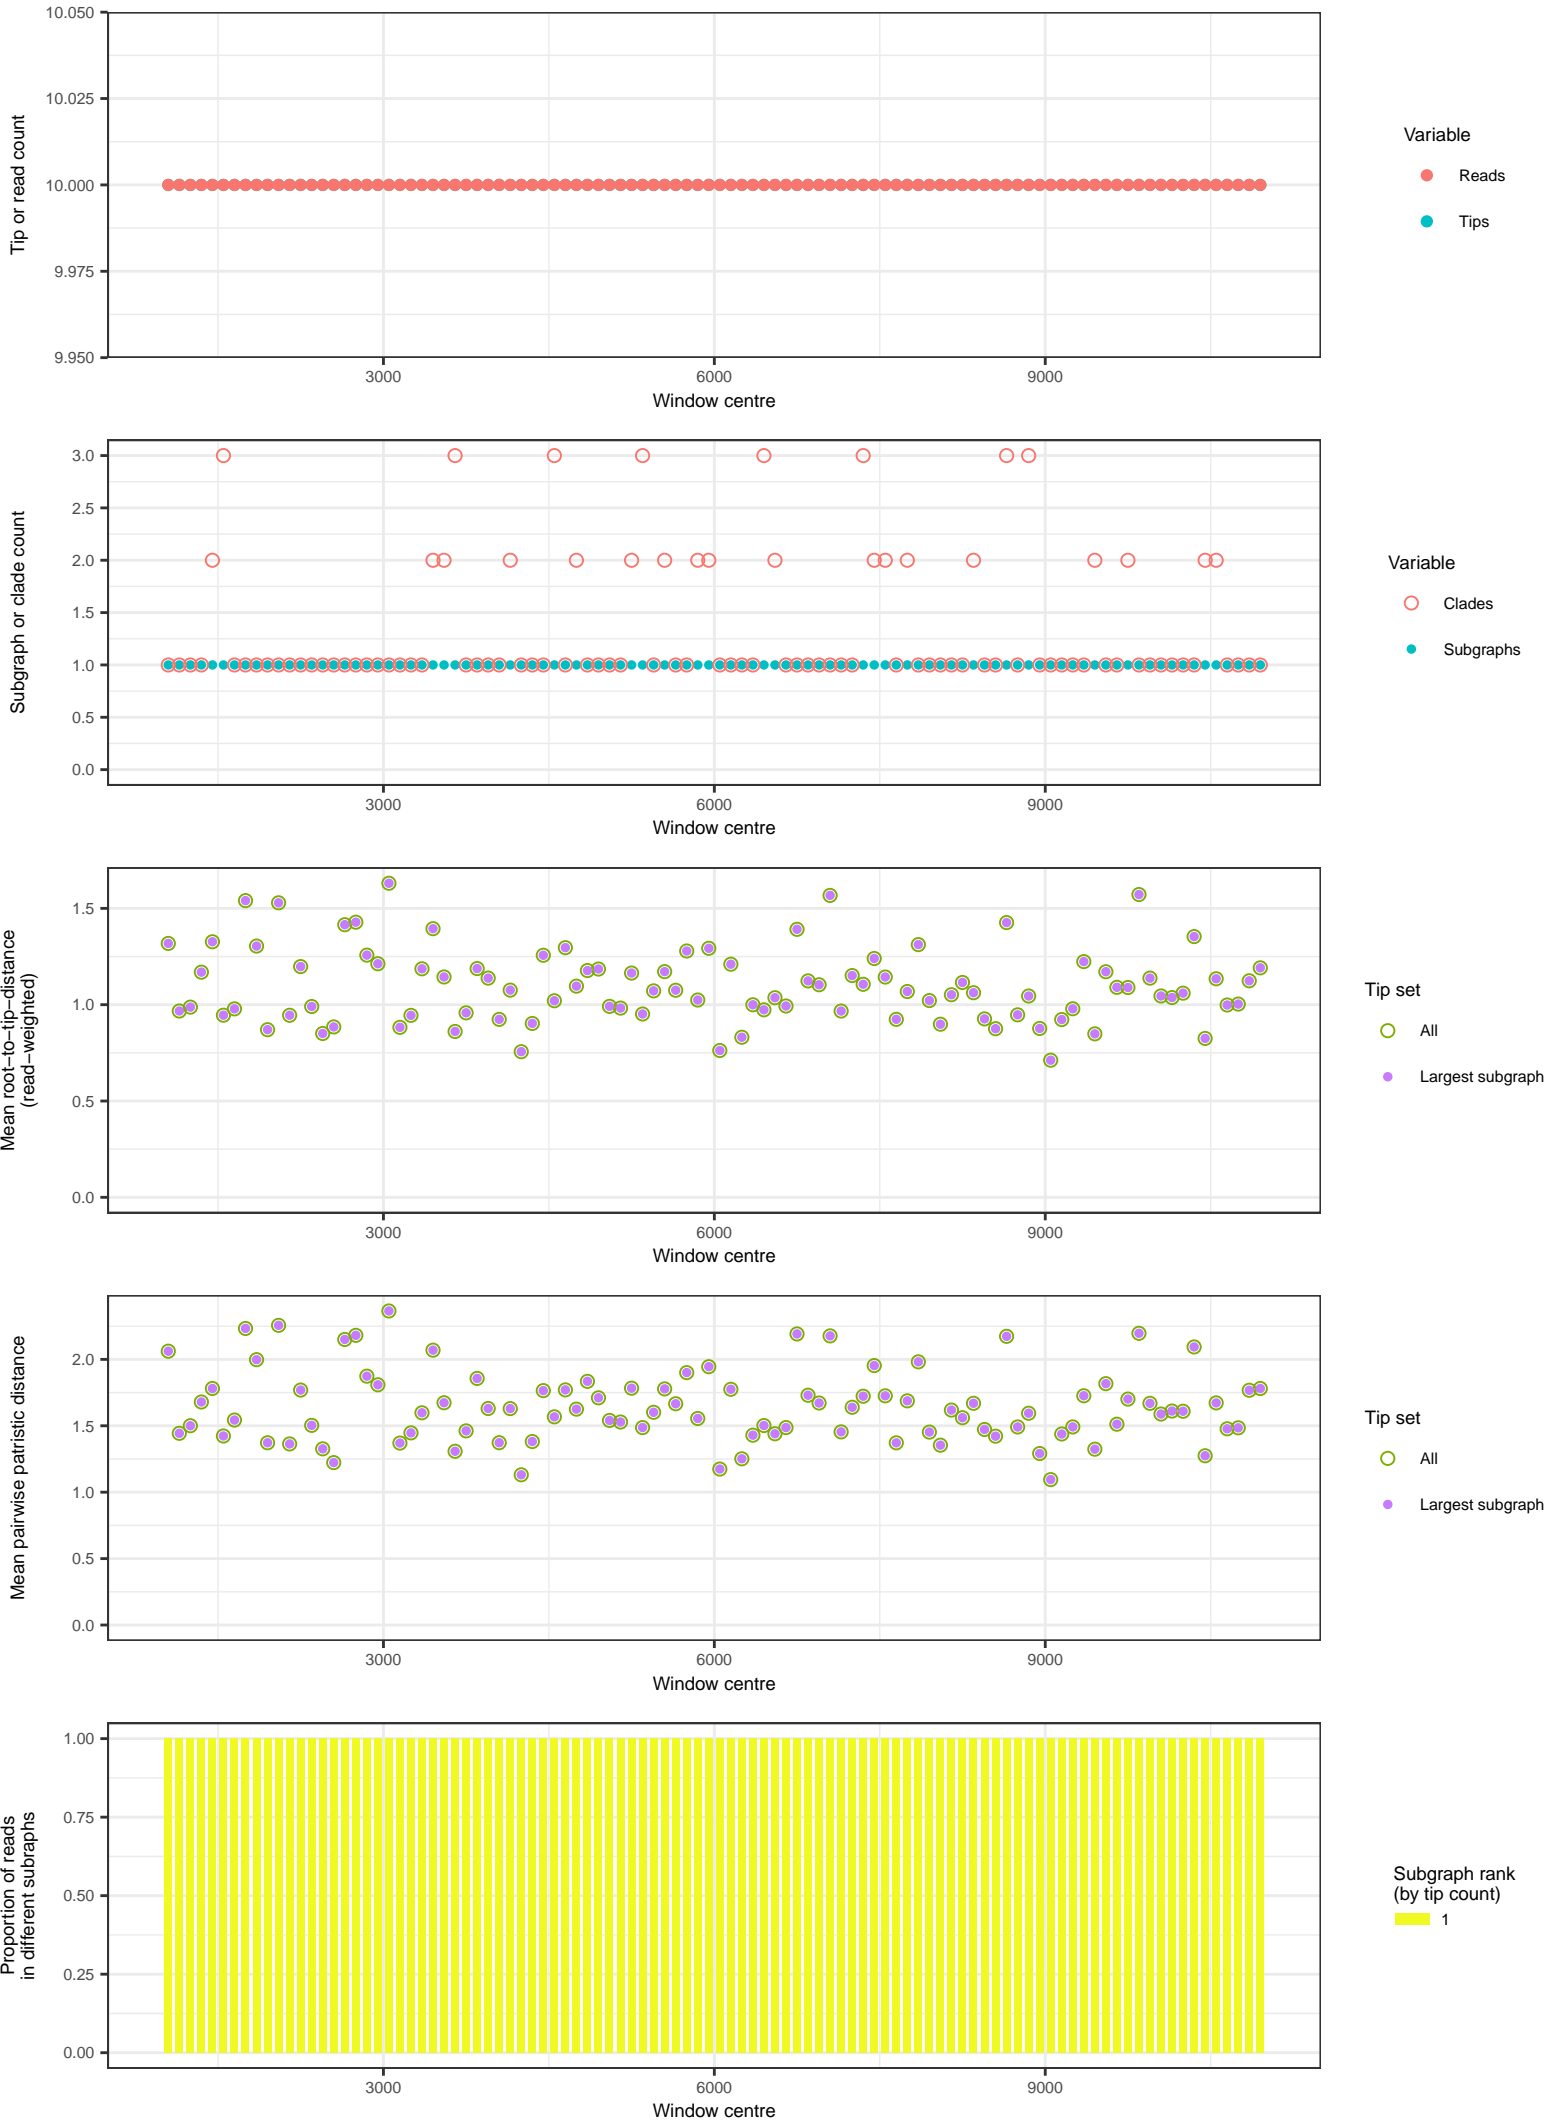 10.050
10.025
10.000
9.975
9.950
Tip or read count
3000
6000
9000
Window centre
Variable
Reads
Tips
3.0
2.5
2.0
1.5
1.0
0.5
0.0
Subgraph or clade count
3000
6000
9000
Window centre
Variable
Clades
Subgraphs
1.5
1.0
0.5
0.0
Mean root−to−tip−distance
(read−weighted)
3000
6000
9000
Window centre
Tip set
All
Largest subgraph
2.0
1.5
1.0
0.5
0.0
Mean pairwise patristic distance
3000
6000
9000
Window centre
Tip set
All
Largest subgraph
1.00
0.75
0.50
0.25
0.00
Proportion of reads
in different subraphs
3000
6000
9000
Window centre
Subgraph rank
(by tip count)
1